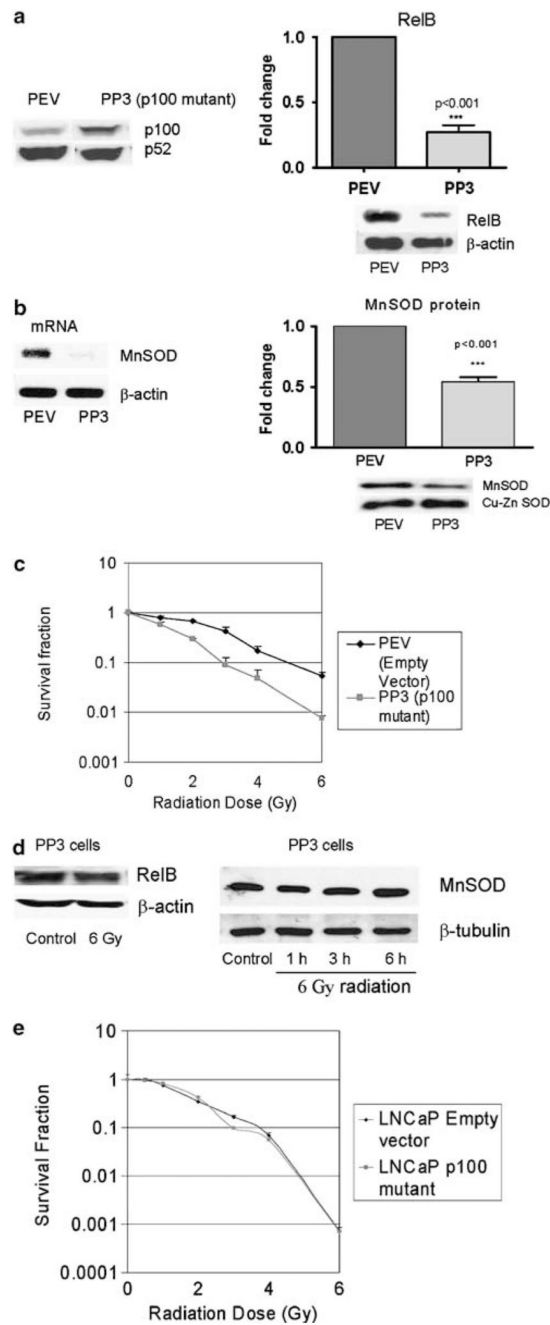 a
PEV PP3 (p100 mutant)
p100
p52
RelB
Fold change
1.0
0.5
0.0
p<0.001
***
PEV PP3
RelB
β-actin
PEV PP3
b
mRNA
MnSOD
β-actin
PEV PP3
MnSOD protein
Fold change
1.0
0.5
0.0
p<0.001
***
PEV PP3
MnSOD
Cu-Zn SOD
PEV PP3
c
Survival fraction
10
1
0.1
0.01
0.001
0 2 4 6
Radiation Dose (Gy)
PEV
(Empty
Vector)
PP3 (p100
mutant)
d
PP3 cells
RelB
β-actin
Control 6 Gy
PP3 cells
MnSOD
β-tubulin
Control 1 h 3 h 6 h
6 Gy radiation
e
Survival Fraction
10
1
0.1
0.01
0.001
0.0001
0 2 4 6
Radiation Dose (Gy)
LNCaP Empty
vector
LNCaP p100
mutant